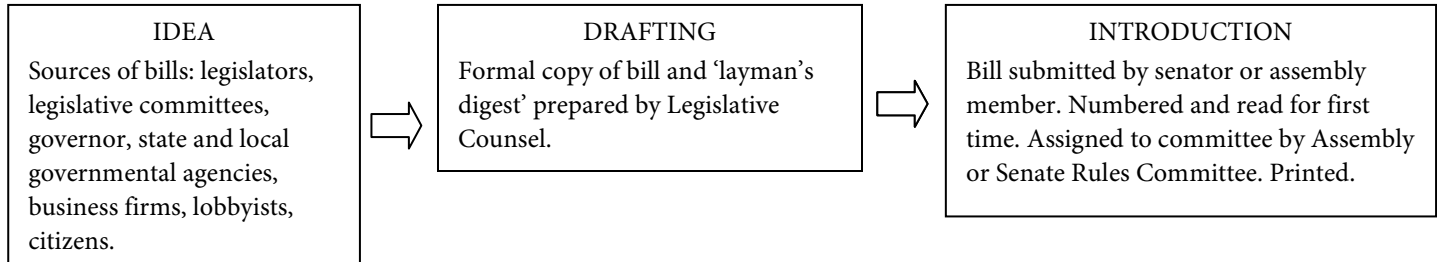 IDEA
Sources of bills: legislators,
legislative committees,
governor, state and local
governmental agencies,
business firms, lobbyists,
citizens.
DRAFTING
Formal copy of bill and ‘layman’s
digest’ prepared by Legislative
Counsel.
INTRODUCTION
Bill submitted by senator or assembly
member. Numbered and read for first
time. Assigned to committee by Assembly
or Senate Rules Committee. Printed.